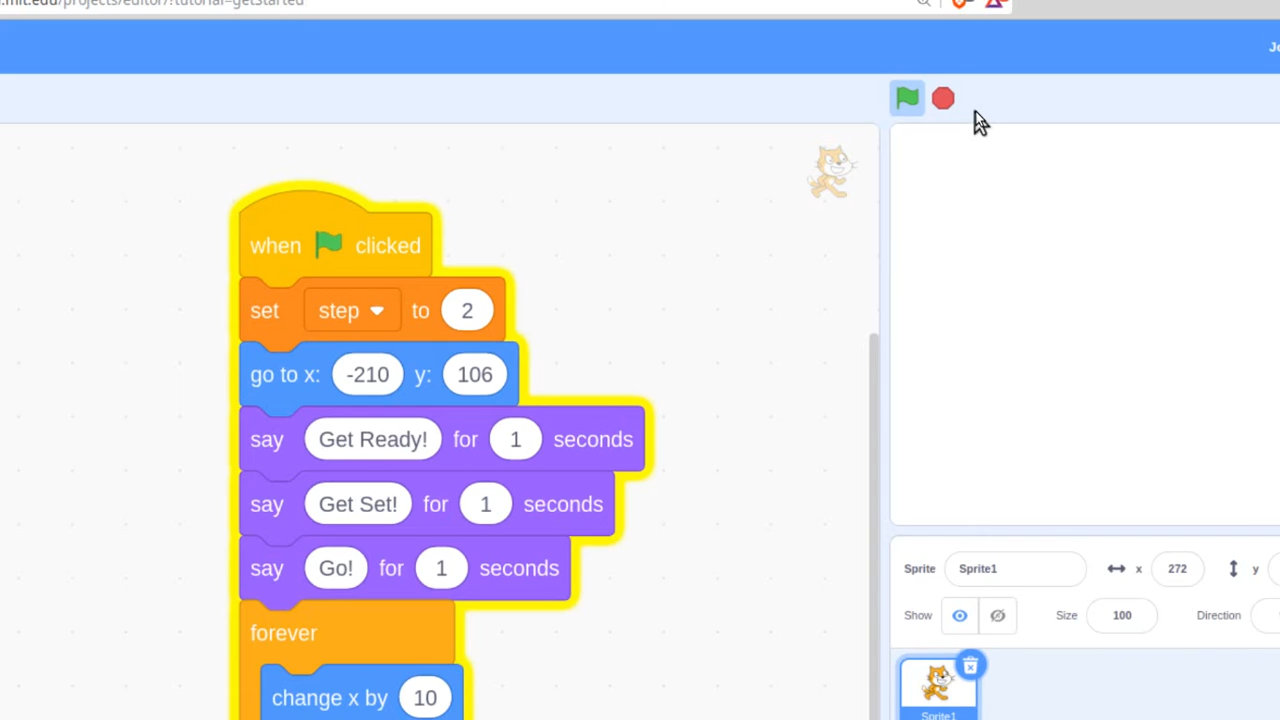 .mit.edu/projects/editor/?tutorial=getStarted
when clicked
set step to 2
go to x: -210 y: 106
say Get Ready! for 1 seconds
say Get Set! for 1 seconds
say Go! for 1 seconds
forever
change x by 10
Sprite Sprite1 x 272 y
Show Size 100 Direction
Sprite1